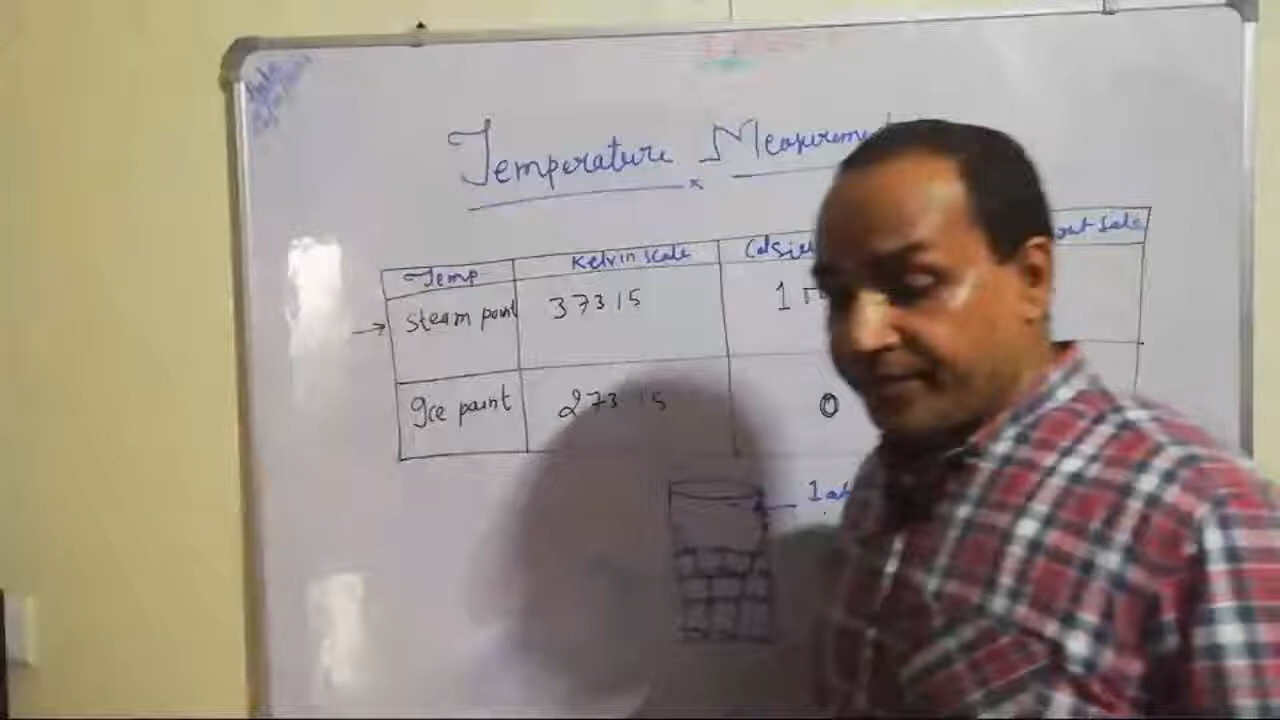 Temperature Measurement
Temp Kelvin scale
steam point 373 15
Ice point 273 15 0